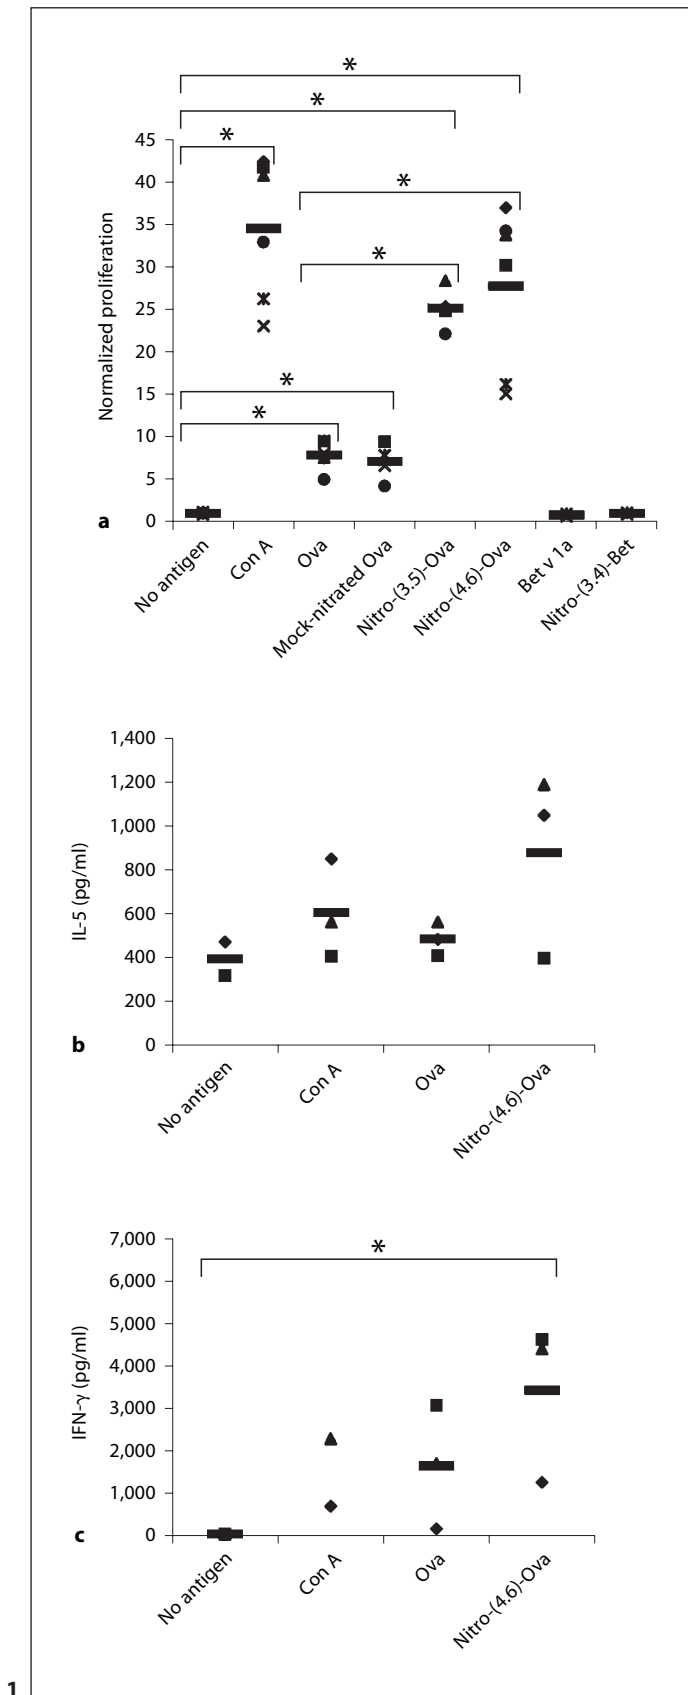 *
*
*
*
*
*
*
45
40
35
30
25
20
15
10
5
0
Normalized proliferation
a
No antigen
Con A
Ova
Mock-nitrated Ova
Nitro-(3.5)-Ova
Nitro-(4.6)-Ova
Bet v 1a
Nitro-(3.4)-Bet
1,400
1,200
1,000
800
600
400
200
0
IL-5 (pg/ml)
b
No antigen
Con A
Ova
Nitro-(4.6)-Ova
*
7,000
6,000
5,000
4,000
3,000
2,000
1,000
0
IFN-γ (pg/ml)
c
No antigen
Con A
Ova
Nitro-(4.6)-Ova
1